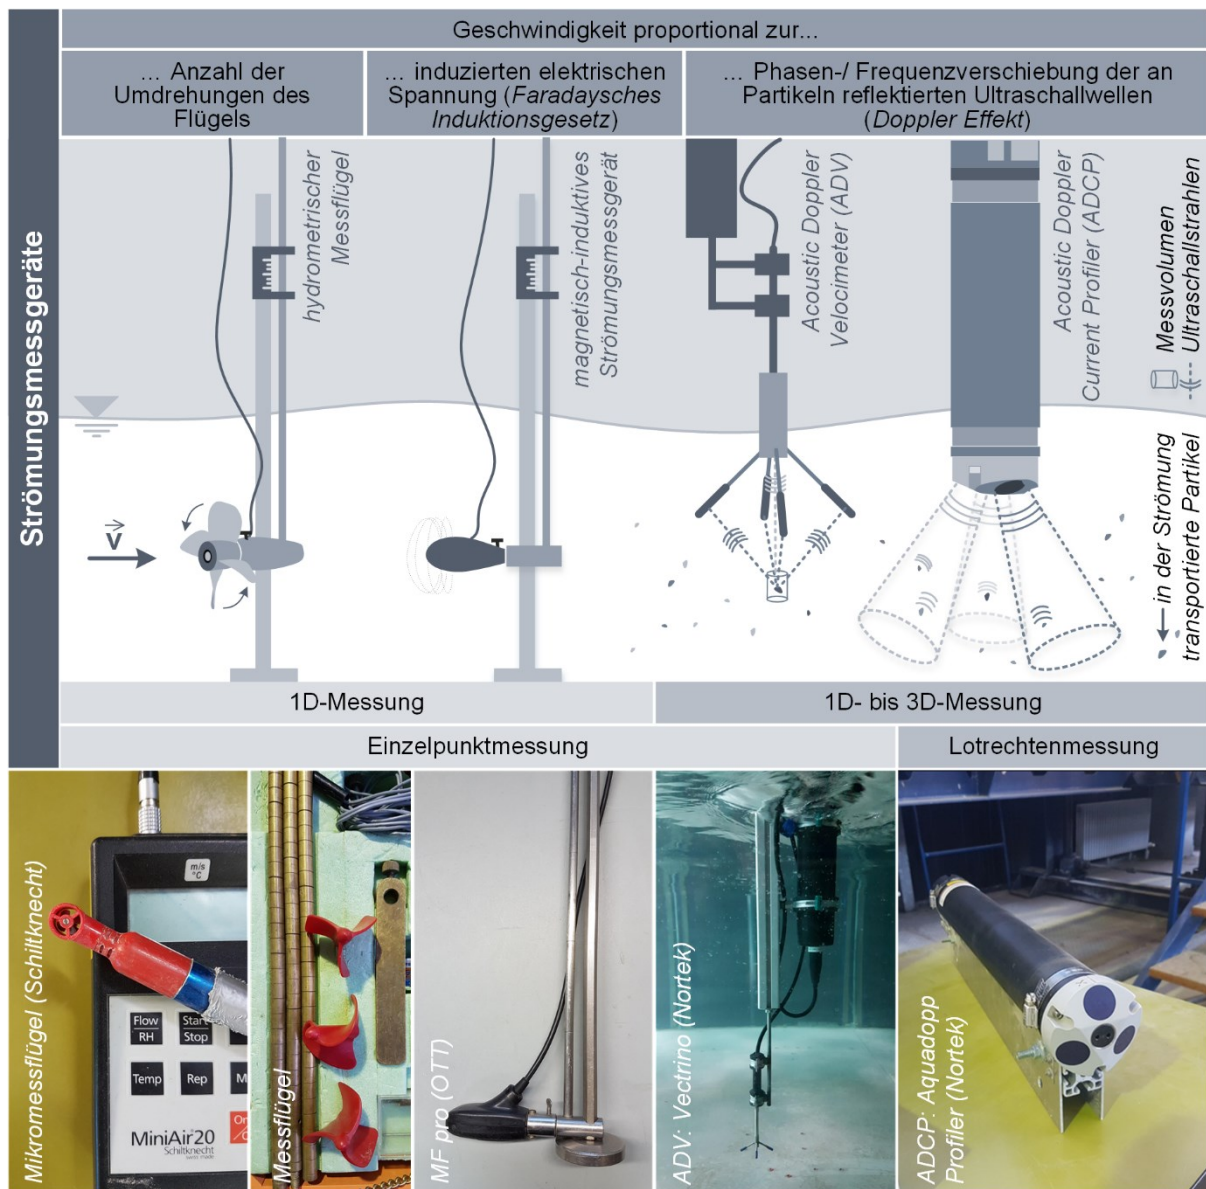 Strömungsmessgeräte
Geschwindigkeit proportional zur...
... Anzahl der
Umdrehungen des
Flügels
... induzierten elektrischen
Spannung (Faradaysches
Induktionsgesetz)
... Phasen-/ Frequenzverschiebung der an
Partikeln reflektierten Ultraschallwellen
(Doppler Effekt)
hydrometrischer
Messflügel
magnetisch-induktives
Strömungsmessgerät
Acoustic Doppler
Velocimeter (ADV)
Acoustic Doppler
Current Profiler (ADCP)
Messvolumen
Ultraschallstrahlen
v
in der Strömung
transportierte Partikel
1D-Messung
1D- bis 3D-Messung
Einzelpunktmessung
Lotrechtenmessung
Mikromessflügel (Schiltknecht)
m/s
°C
Flow
RH
Start
Stop
Temp
Rep
M
On
MiniAir20
Schiltknecht
swiss made
Messflügel
MF pro (OTT)
ADV: Vectrino (Nortek)
ADCP: Aquadopp
Profiler (Nortek)